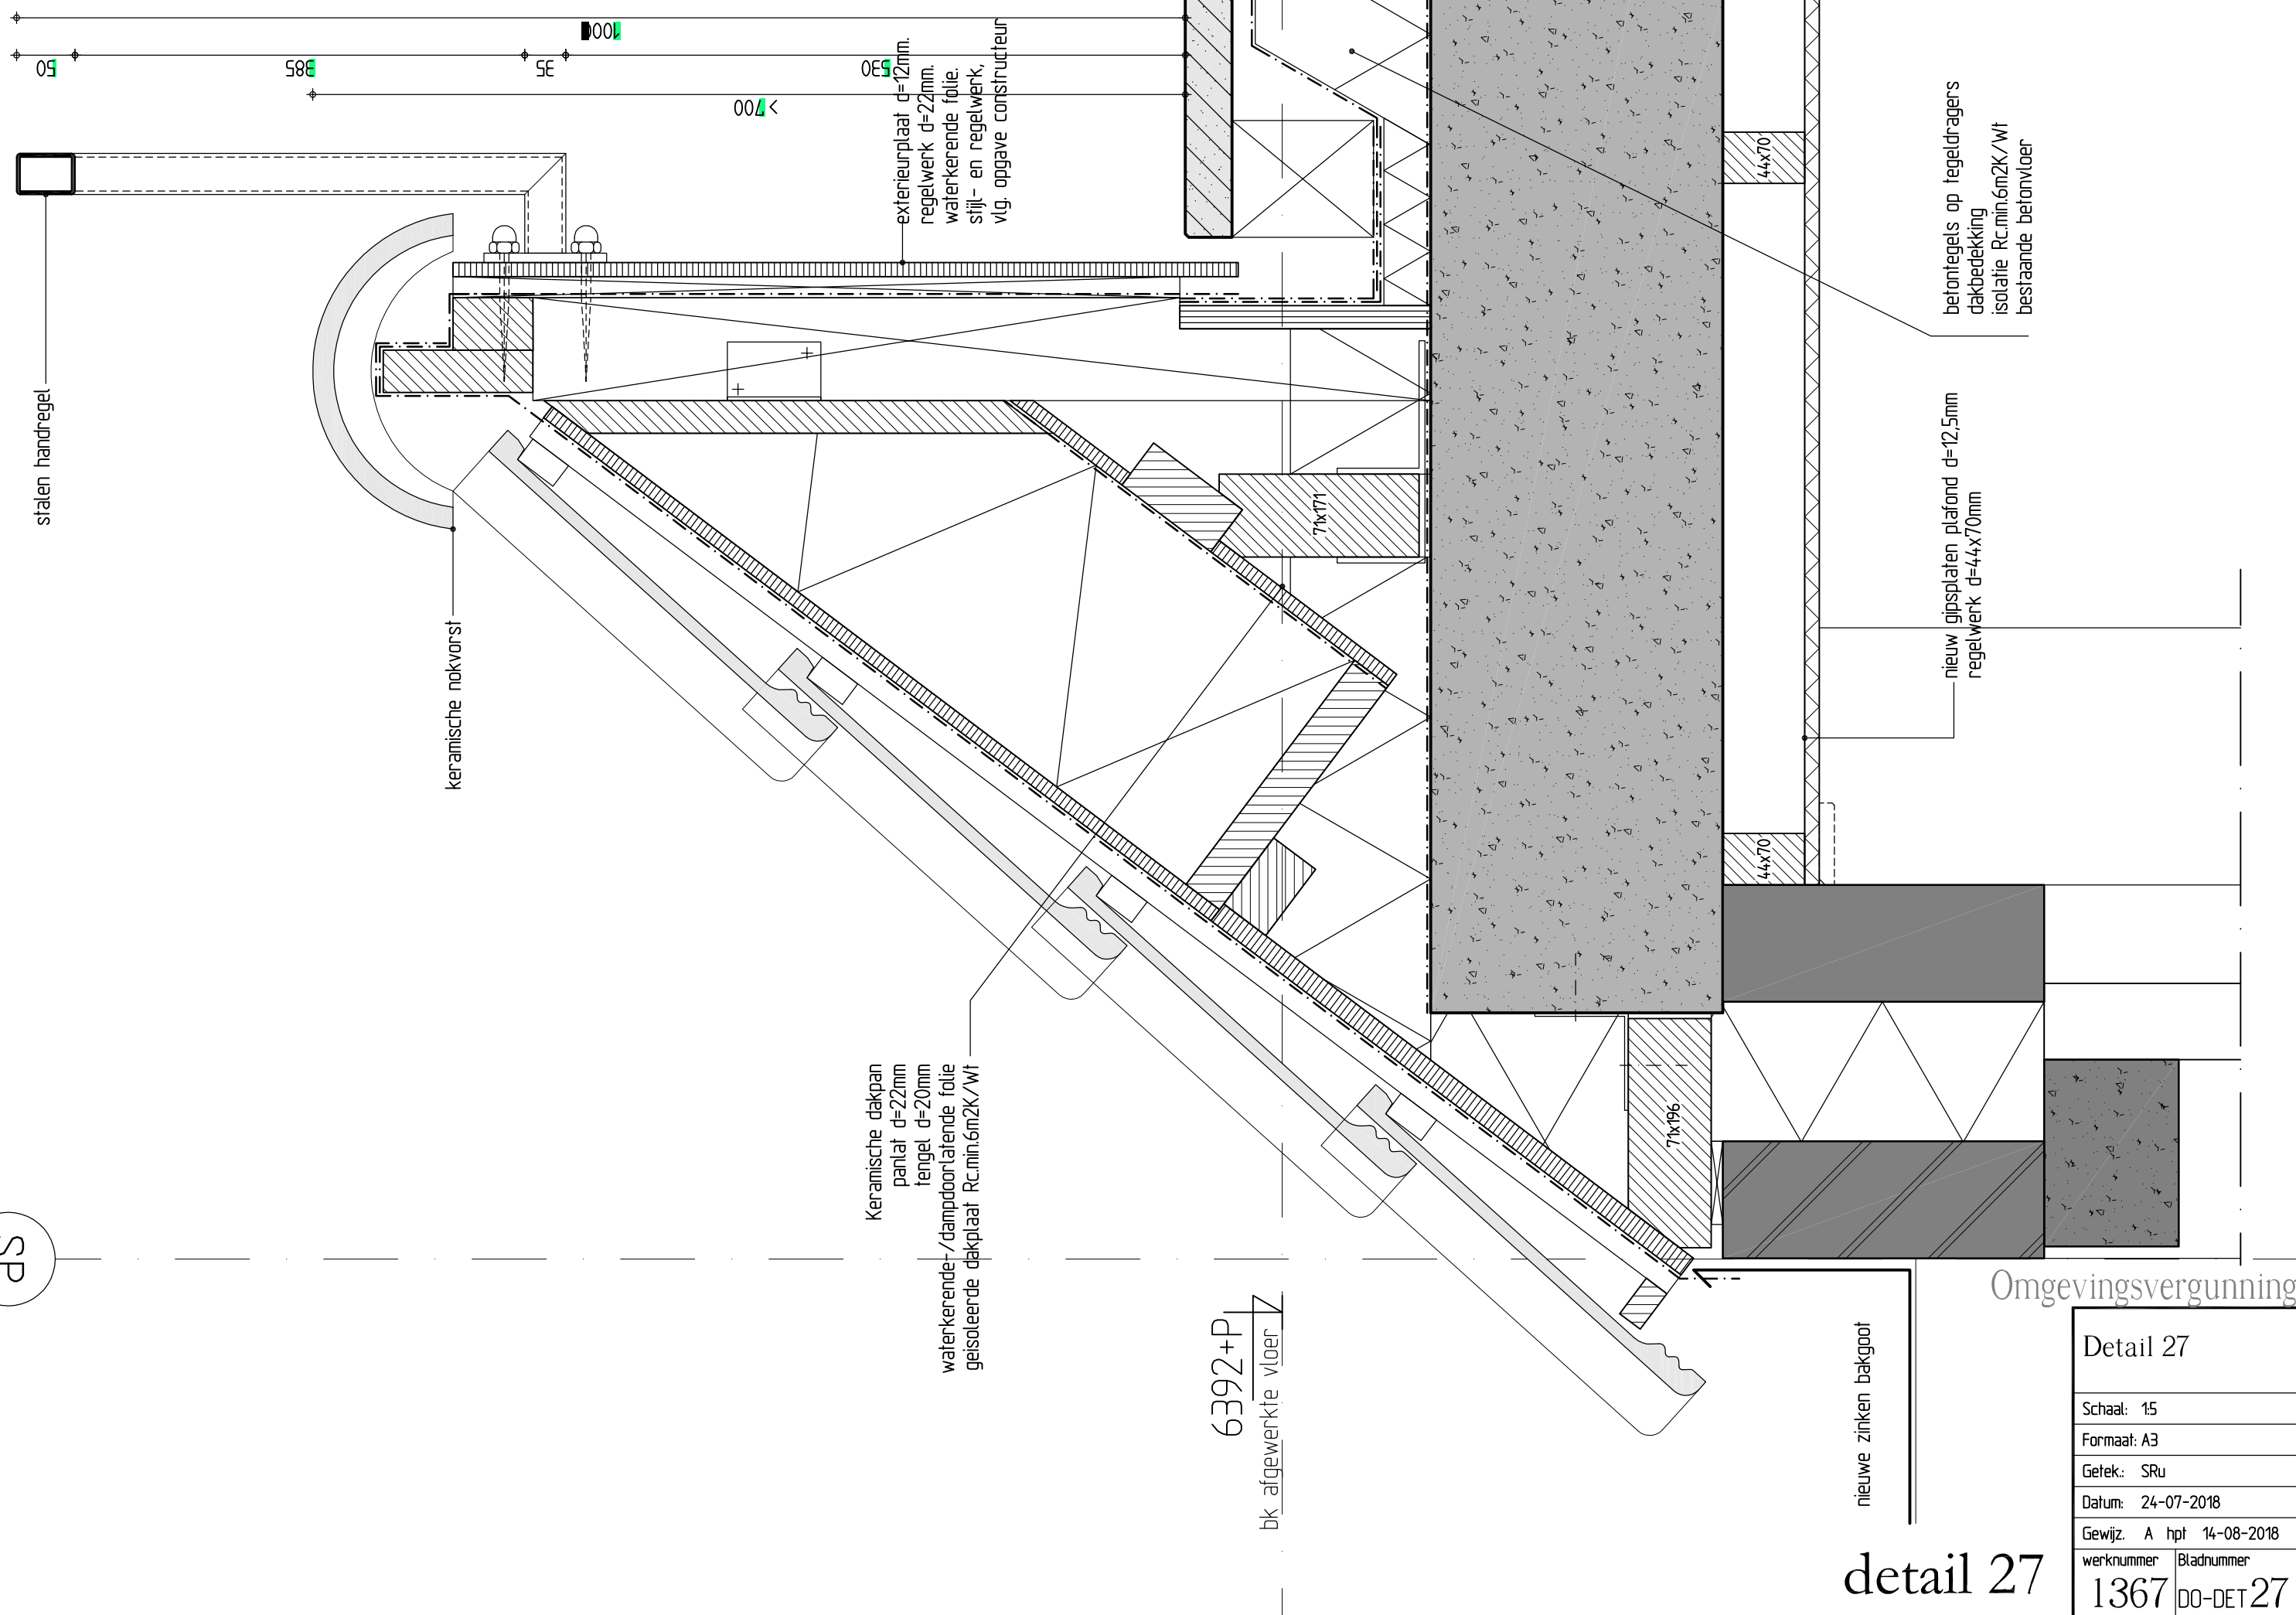 1000
50
385
35
530
> 700
exterieurplaat d=12mm.
regelwerk d=22mm.
waterkerende folie.
stijl- en regelwerk,
vlg. opgave constructeur
stalen handregel
keramische nokvorst
44x70
betontegels op tegeldragers
dakbedekking
isolatie Rc.min.6m2K/Wt
bestaande betonvloer
71x171
nieuw gipsplaten plafond d=12,5mm
regelwerk d=44x70mm
44x70
Keramische dakpan
panlat d=22mm
tengel d=20mm
waterkerende-/dampdoorlatende folie
geisoleerde dakplaat Rc.min.6m2K/Wt
71x196
SP
6392+P
bk afgewerkte vloer
nieuwe zinken bakgoot
Omgevingsvergunning
Detail 27
Schaal: 1:5
Formaat: A3
Getek.: SRu
Datum: 24-07-2018
Gewijz. A hpt 14-08-2018
werknummer Bladnummer
1367 DO-DET27
detail 27